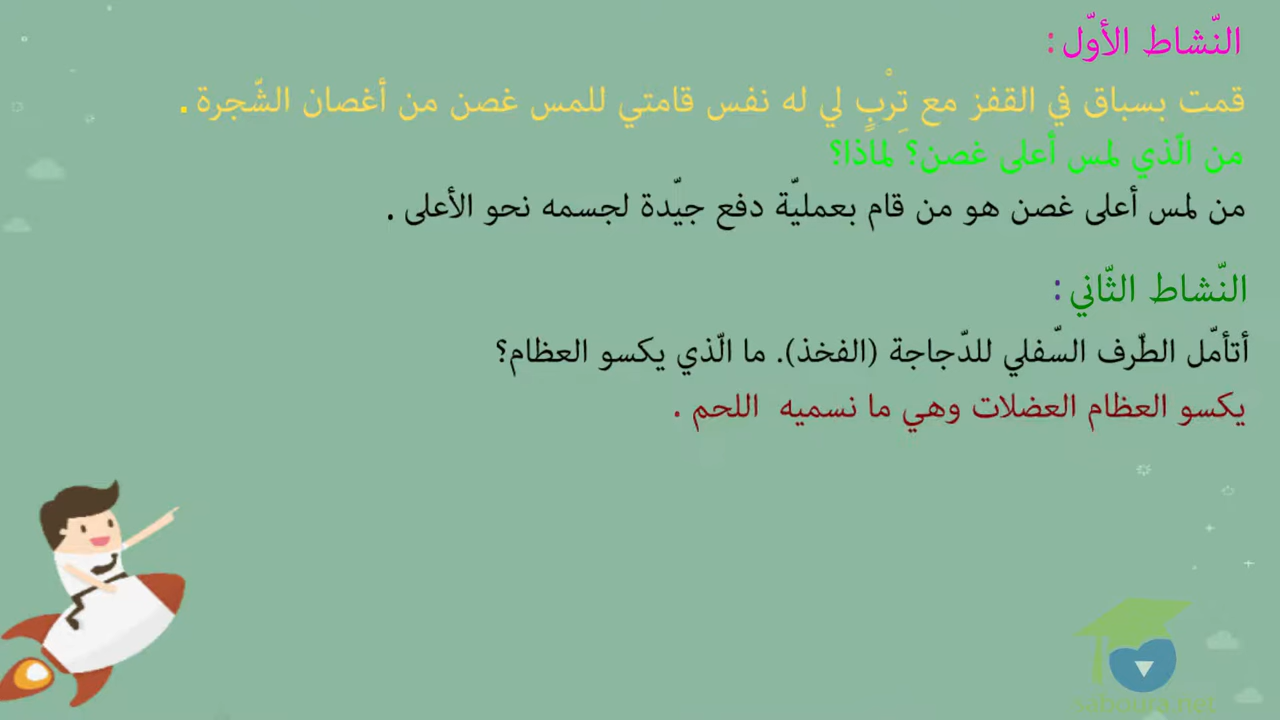 النّشاط الأوّل :
قمت بسباق في القفز مع تِرْبٍ لي له نفس قامتي للمس غصن من أغصان الشّجرة .
من الّذي لمس أعلى غصن؟ لماذا؟
من لمس أعلى غصن هو من قام بعمليّة دفع جيّدة لجسمه نحو الأعلى .
النّشاط الثّاني :
أتأمّل الطّرف السّفلي للدّجاجة (الفخذ). ما الّذي يكسو العظام؟
يكسو العظام العضلات وهي ما نسميه اللحم .
saboura.net